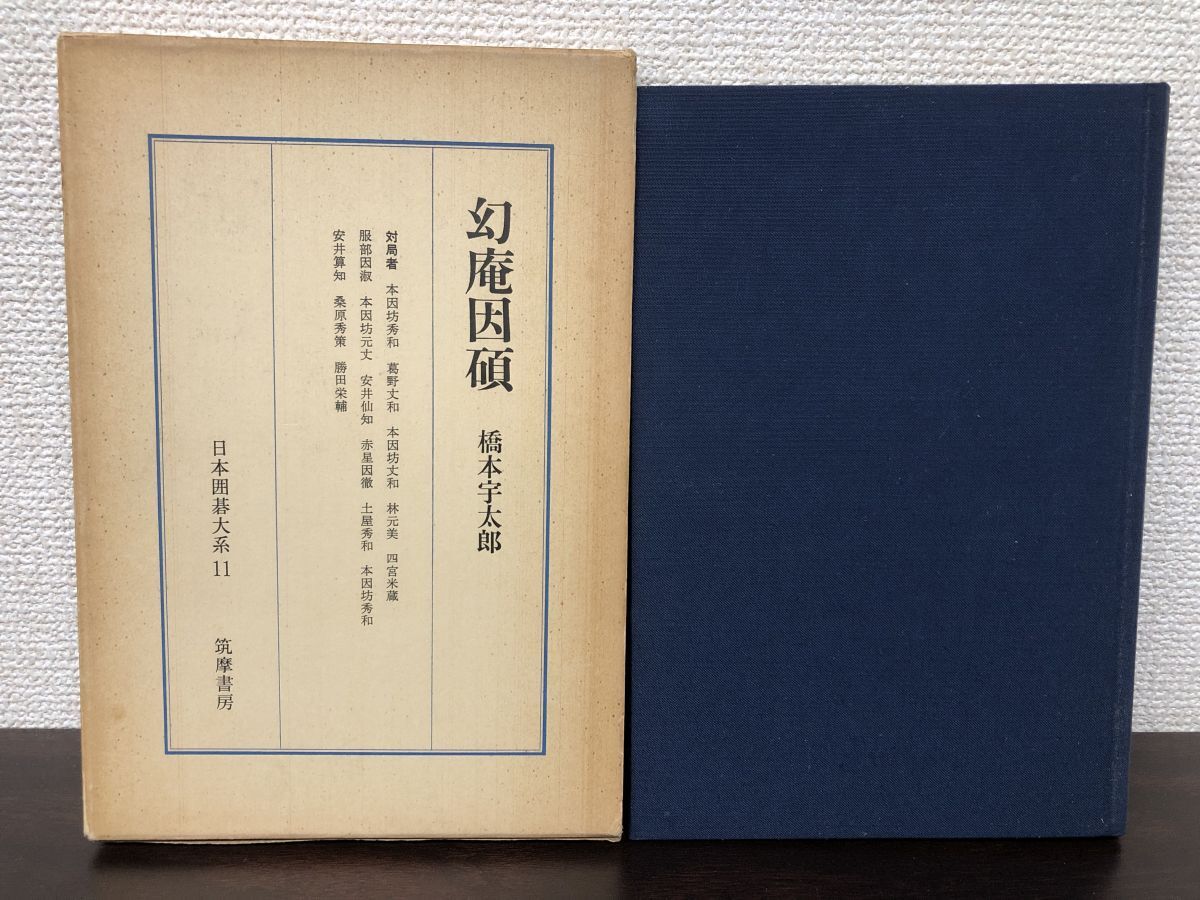 幻庵因碩　橋本宇太郎
対局者　本因坊秀和　葛野丈和　本因坊丈和　林元美　四宮米蔵
服部因淑　本因坊元丈　安井仙知　赤星因徹　土屋秀和　本因坊秀和
安井算知　桑原秀策　勝田栄輔
日本囲碁大系 11　筑摩書房